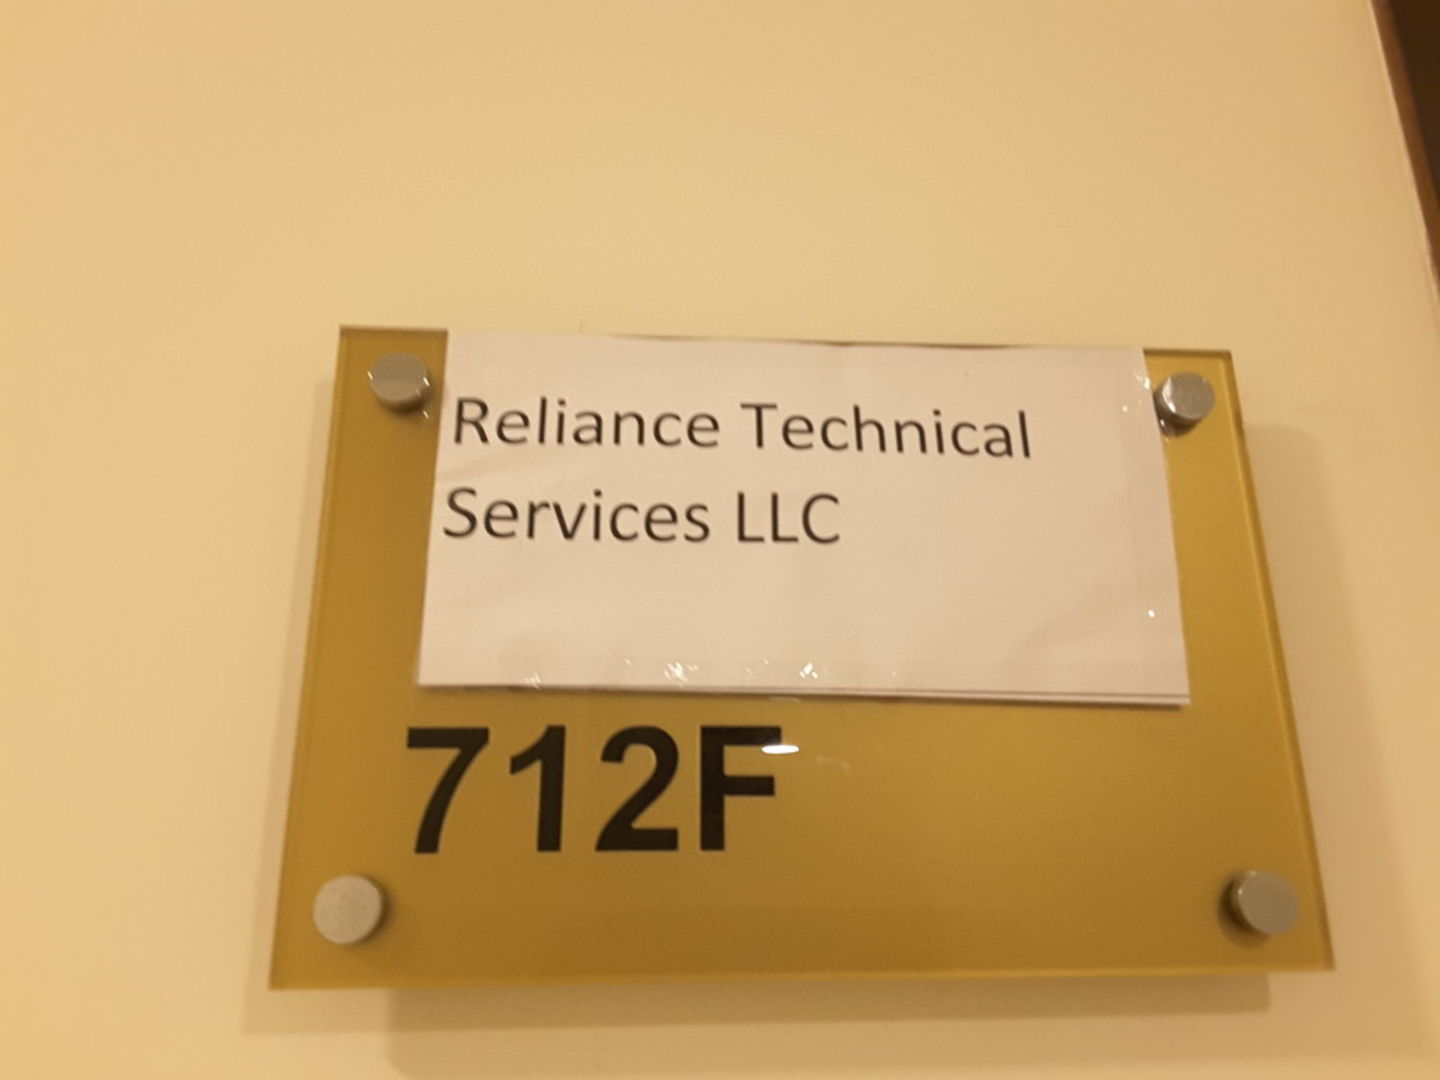 Reliance Technical
Services LLC
712F